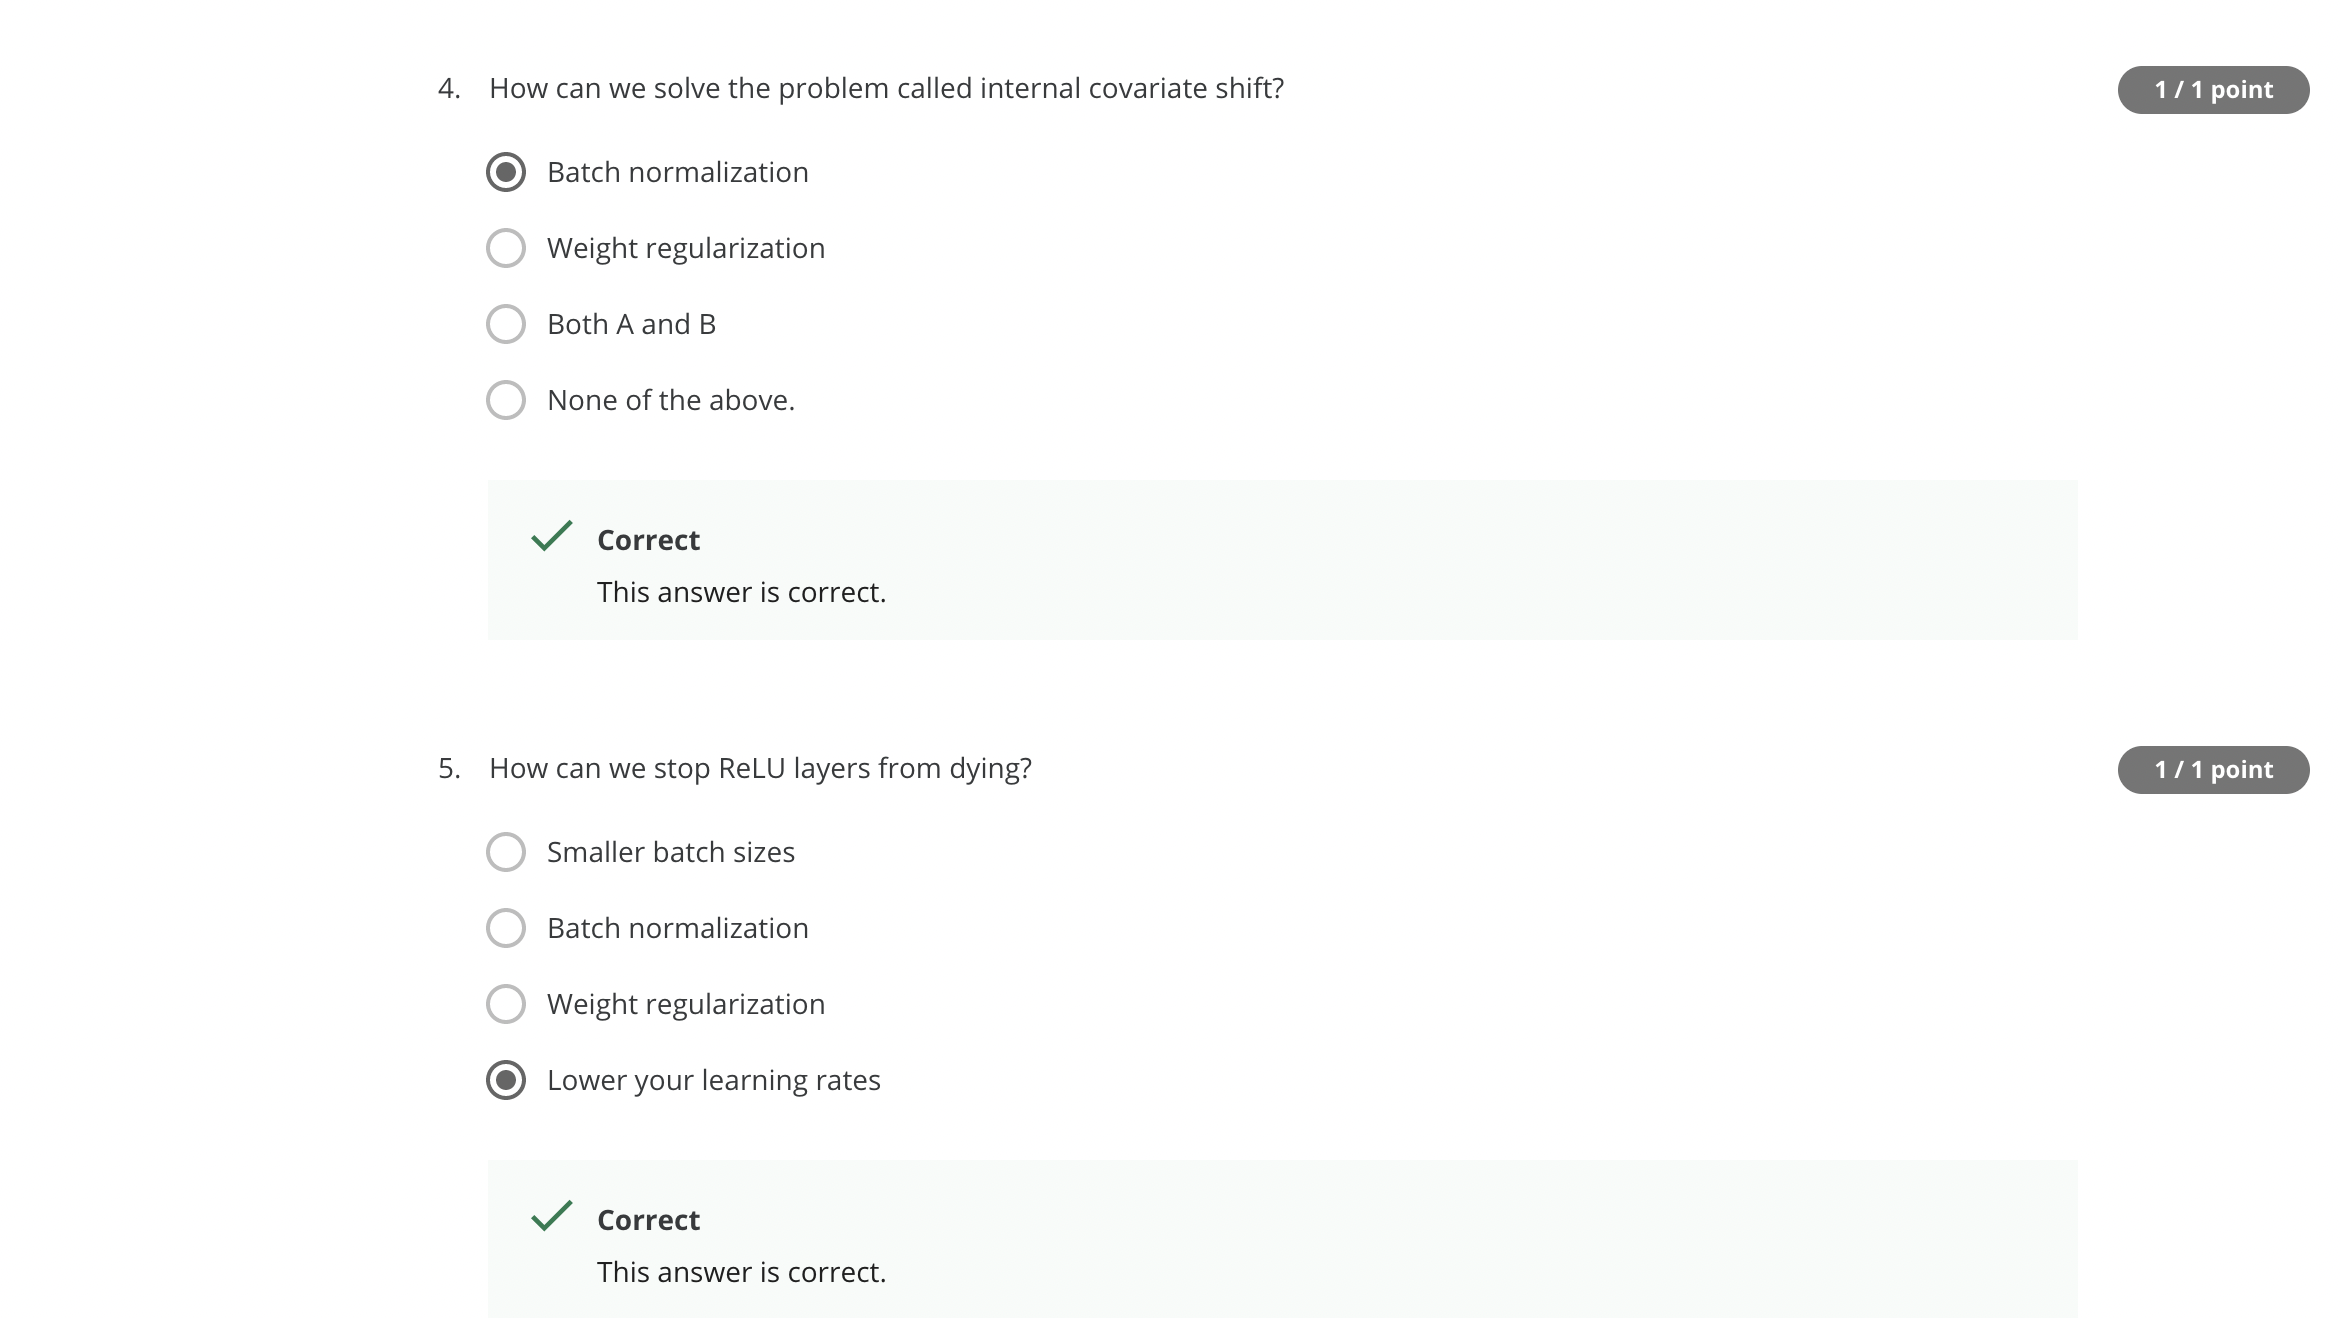 4. How can we solve the problem called internal covariate shift?
1 / 1 point
Batch normalization
Weight regularization
Both A and B
None of the above.
Correct
This answer is correct.
5. How can we stop ReLU layers from dying?
1 / 1 point
Smaller batch sizes
Batch normalization
Weight regularization
Lower your learning rates
Correct
This answer is correct.